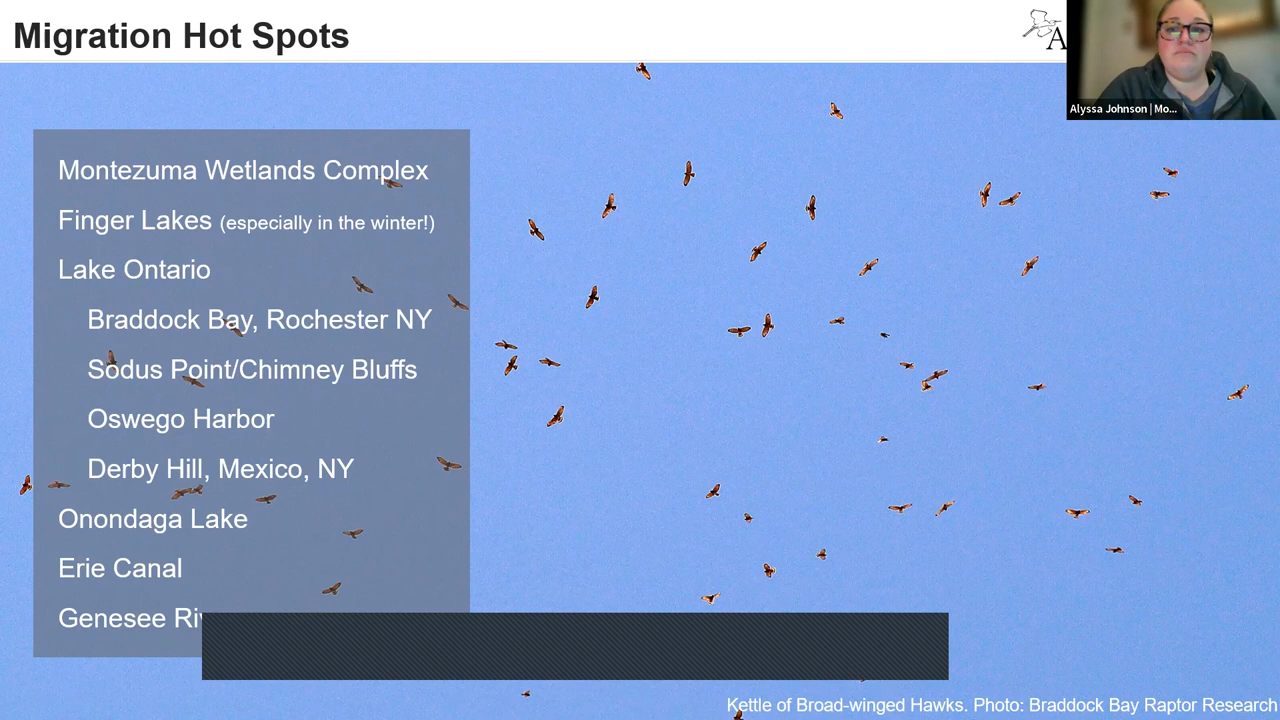 Migration Hot Spots
A
Alyssa Johnson | Mo...
Montezuma Wetlands Complex
Finger Lakes (especially in the winter!)
Lake Ontario
Braddock Bay, Rochester NY
Sodus Point/Chimney Bluffs
Oswego Harbor
Derby Hill, Mexico, NY
Onondaga Lake
Erie Canal
Genesee
Kettle of Broad-winged Hawks. Photo: Braddock Bay Raptor Research